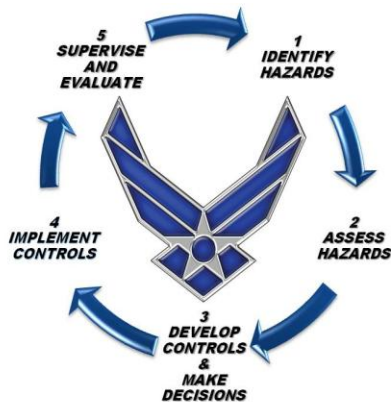 1
IDENTIFY
HAZARDS
2
ASSESS
HAZARDS
3
DEVELOP
CONTROLS
&
MAKE
DECISIONS
4
IMPLEMENT
CONTROLS
5
SUPERVISE
AND
EVALUATE